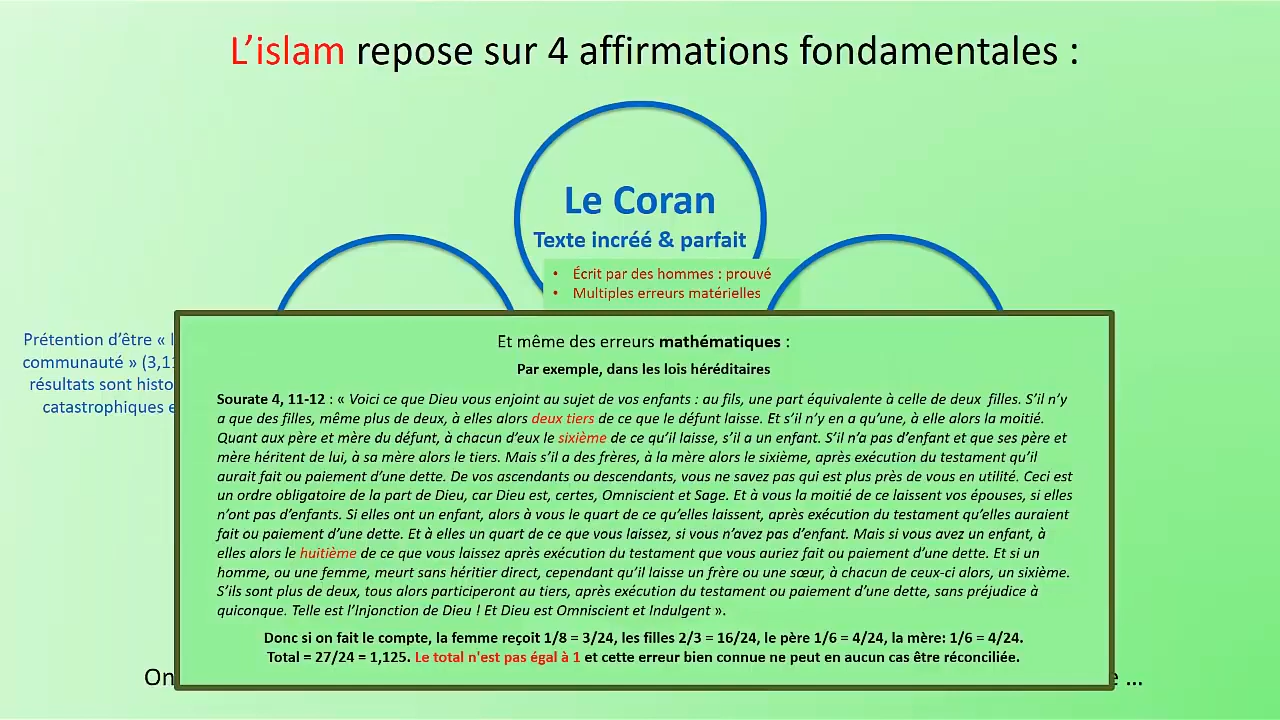 L'islam repose sur 4 affirmations fondamentales :
Le Coran
Texte incréé & parfait
• Écrit par des hommes : prouvé
• Multiples erreurs matérielles
Prétention d'être « l
communauté » (3,11
résultats sont histo
catastrophiques e
Et même des erreurs mathématiques :
Par exemple, dans les lois héréditaires
Sourate 4, 11-12 : « Voici ce que Dieu vous enjoint au sujet de vos enfants : au fils, une part équivalente à celle de deux filles. S'il n'y
a que des filles, même plus de deux, à elles alors deux tiers de ce que le défunt laisse. Et s'il n'y en a qu'une, à elle alors la moitié.
Quant aux père et mère du défunt, à chacun d'eux le sixième de ce qu'il laisse, s'il a un enfant. S'il n'a pas d'enfant et que ses père et
mère héritent de lui, à sa mère alors le tiers. Mais s'il a des frères, à la mère alors le sixième, après exécution du testament qu'il
aurait fait ou paiement d'une dette. De vos ascendants ou descendants, vous ne savez pas qui est plus près de vous en utilité. Ceci est
un ordre obligatoire de la part de Dieu, car Dieu est, certes, Omniscient et Sage. Et à vous la moitié de ce laissent vos épouses, si elles
n'ont pas d'enfants. Si elles ont un enfant, alors à vous le quart de ce qu'elles laissent, après exécution du testament qu'elles auraient
fait ou paiement d'une dette. Et à elles un quart de ce que vous laissez, si vous n'avez pas d'enfant. Mais si vous avez un enfant, à
elles alors le huitième de ce que vous laissez après exécution du testament que vous auriez fait ou paiement d'une dette. Et si un
homme, ou une femme, meurt sans héritier direct, cependant qu'il laisse un frère ou une sœur, à chacun de ceux-ci alors, un sixième.
S'ils sont plus de deux, tous alors participeront au tiers, après exécution du testament ou paiement d'une dette, sans préjudice à
quiconque. Telle est l'Injonction de Dieu ! Et Dieu est Omniscient et Indulgent ».
Donc si on fait le compte, la femme reçoit 1/8 = 3/24, les filles 2/3 = 16/24, le père 1/6 = 4/24, la mère: 1/6 = 4/24.
Total = 27/24 = 1,125. Le total n'est pas égal à 1 et cette erreur bien connue ne peut en aucun cas être réconciliée.
On
e ...